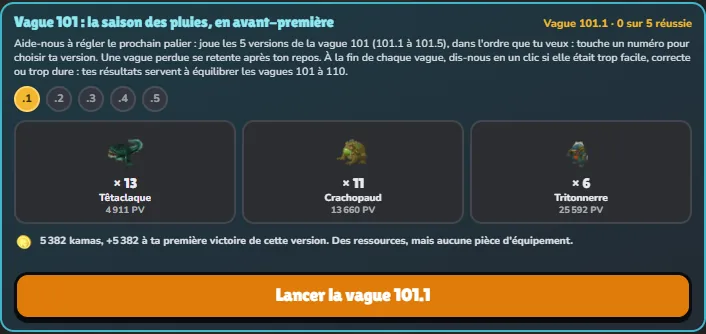 Vague 101 : la saison des pluies, en avant-première
Vague 101.1 · 0 sur 5 réussie
Aide-nous à régler le prochain palier : joue les 5 versions de la vague 101 (101.1 à 101.5), dans l'ordre que tu veux : touche un numéro pour
choisir ta version. Une vague perdue se retente après ton repos. À la fin de chaque vague, dis-nous en un clic si elle était trop facile, correcte
ou trop dure : tes résultats servent à équilibrer les vagues 101 à 110.
.1 .2 .3 .4 .5
× 13
Têtaclaque
4 911 PV
× 11
Crachopaud
13 660 PV
× 6
Tritonnerre
25 592 PV
5 382 kamas, +5 382 à ta première victoire de cette version. Des ressources, mais aucune pièce d'équipement.
Lancer la vague 101.1